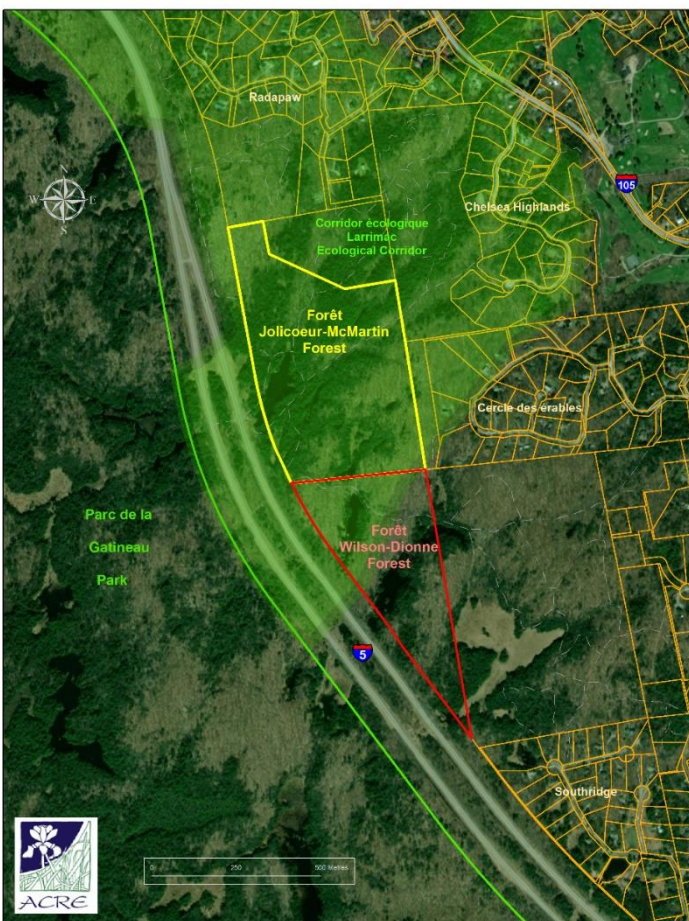 Radapaw
105
N
W E
S
Chelsea Highlands
Corridor écologique
Larrimac
Ecological Corridor
Forêt
Jolicoeur-McMartin
Forest
Cercle des érables
Parc de la
Gatineau
Park
Forêt
Wilson-Dionne
Forest
5
Southridge
0 250 500 Metres
ACRE